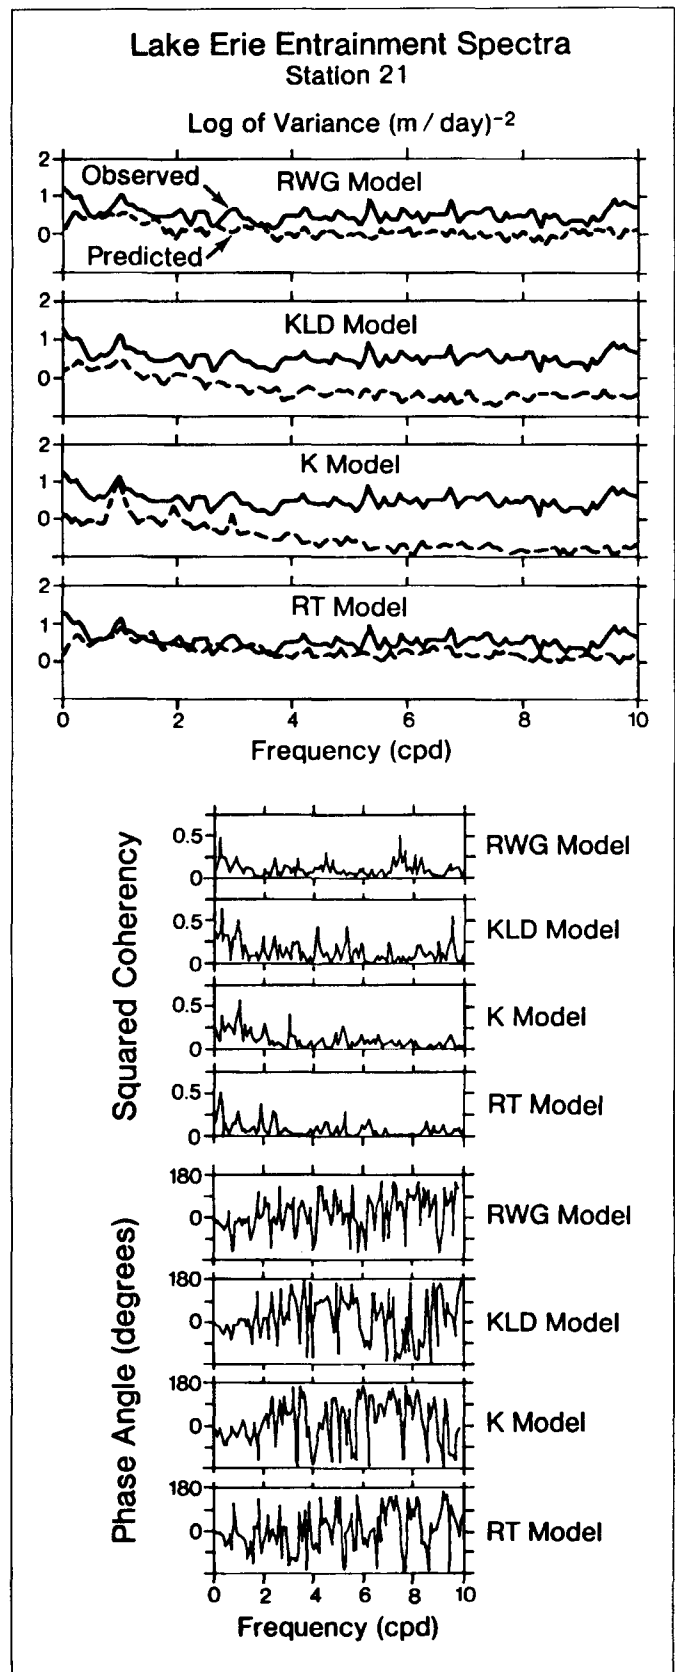 Lake Erie Entrainment Spectra
Station 21
Log of Variance (m / day)-2
2
1
0
Observed
Predicted
RWG Model
2
1
0
KLD Model
2
1
0
K Model
2
1
0
RT Model
0 2 4 6 8 10
Frequency (cpd)
Squared Coherency
0.5
0
RWG Model
0.5
0
KLD Model
0.5
0
K Model
0.5
0
RT Model
Phase Angle (degrees)
180
0
RWG Model
180
0
KLD Model
180
0
K Model
180
0
RT Model
0 2 4 6 8 10
Frequency (cpd)